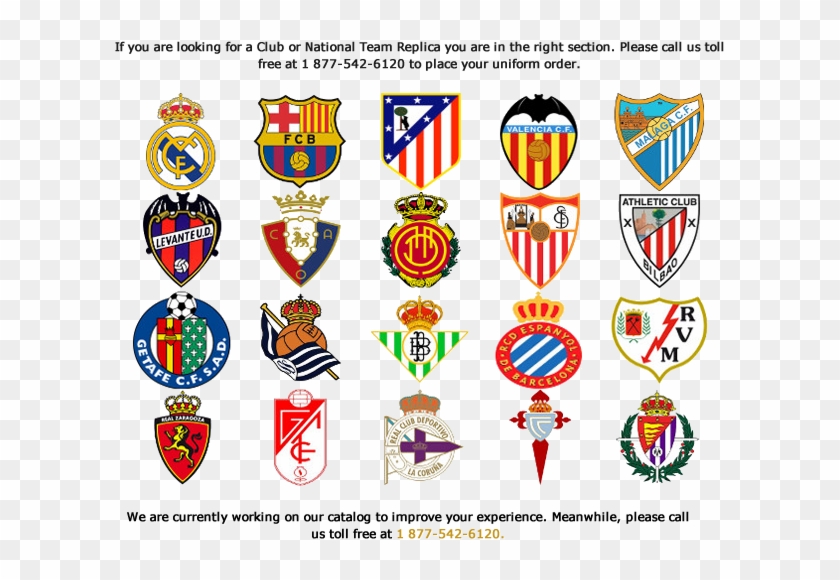 If you are looking for a Club or National Team Replica you are in the right section. Please call us toll
free at 1 877-542-6120 to place your uniform order.
FCB
VALENCIA C.F.
MALAGA C.F.
LEVANTE U.D.
C A O
ATHLETIC CLUB
X X
BILBAO
GETAFE C.F. S.A.D.
RCD ESPANYOL
DE BARCELONA
R
V
M
REAL ZARAGOZA
REAL CLUB DEPORTIVO
LA CORUÑA
We are currently working on our catalog to improve your experience. Meanwhile, please call
us toll free at 1 877-542-6120.